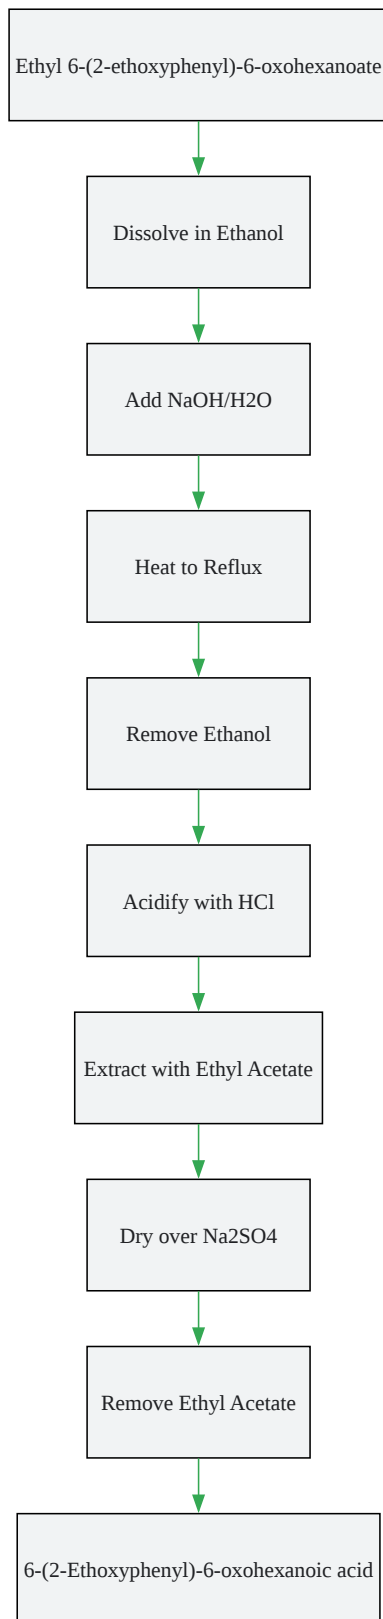 Ethyl 6-(2-ethoxyphenyl)-6-oxohexanoate
Dissolve in Ethanol
Add NaOH/H2O
Heat to Reflux
Remove Ethanol
Acidify with HCl
Extract with Ethyl Acetate
Dry over Na2SO4
Remove Ethyl Acetate
6-(2-Ethoxyphenyl)-6-oxohexanoic acid